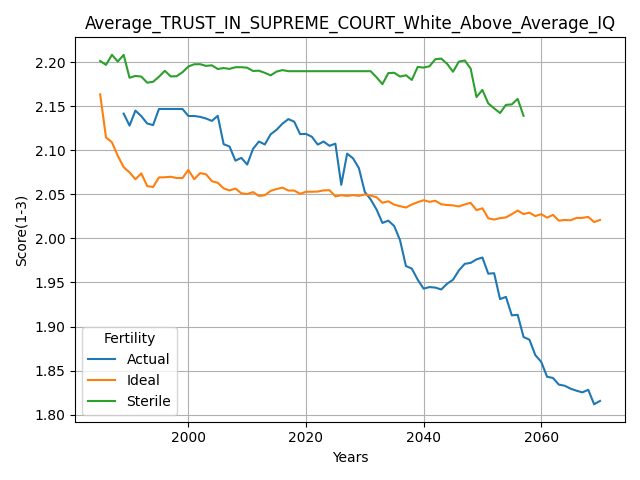 Average_TRUST_IN_SUPREME_COURT_White_Above_Average_IQ
Score(1-3)
2.20
2.15
2.10
2.05
2.00
1.95
1.90
1.85
1.80
Fertility
Actual
Ideal
Sterile
2000 2020 2040 2060
Years